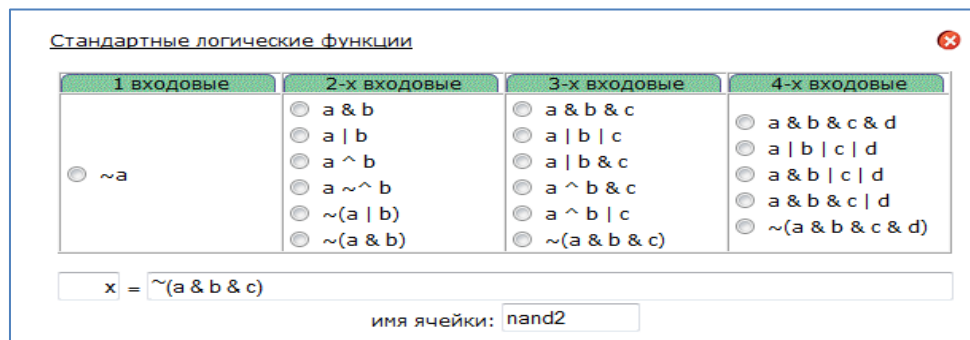 Стандартные логические функции
1 входовые 2-х входовые 3-х входовые 4-х входовые
~a
a & b
a | b
a ^ b
a ~^ b
~(a | b)
~(a & b)
a & b & c
a | b | c
a | b & c
a ^ b & c
a ^ b | c
~(a & b & c)
a & b & c & d
a | b | c | d
a & b | c | d
a & b & c | d
~(a & b & c & d)
x = ~(a & b & c)
имя ячейки: nand2